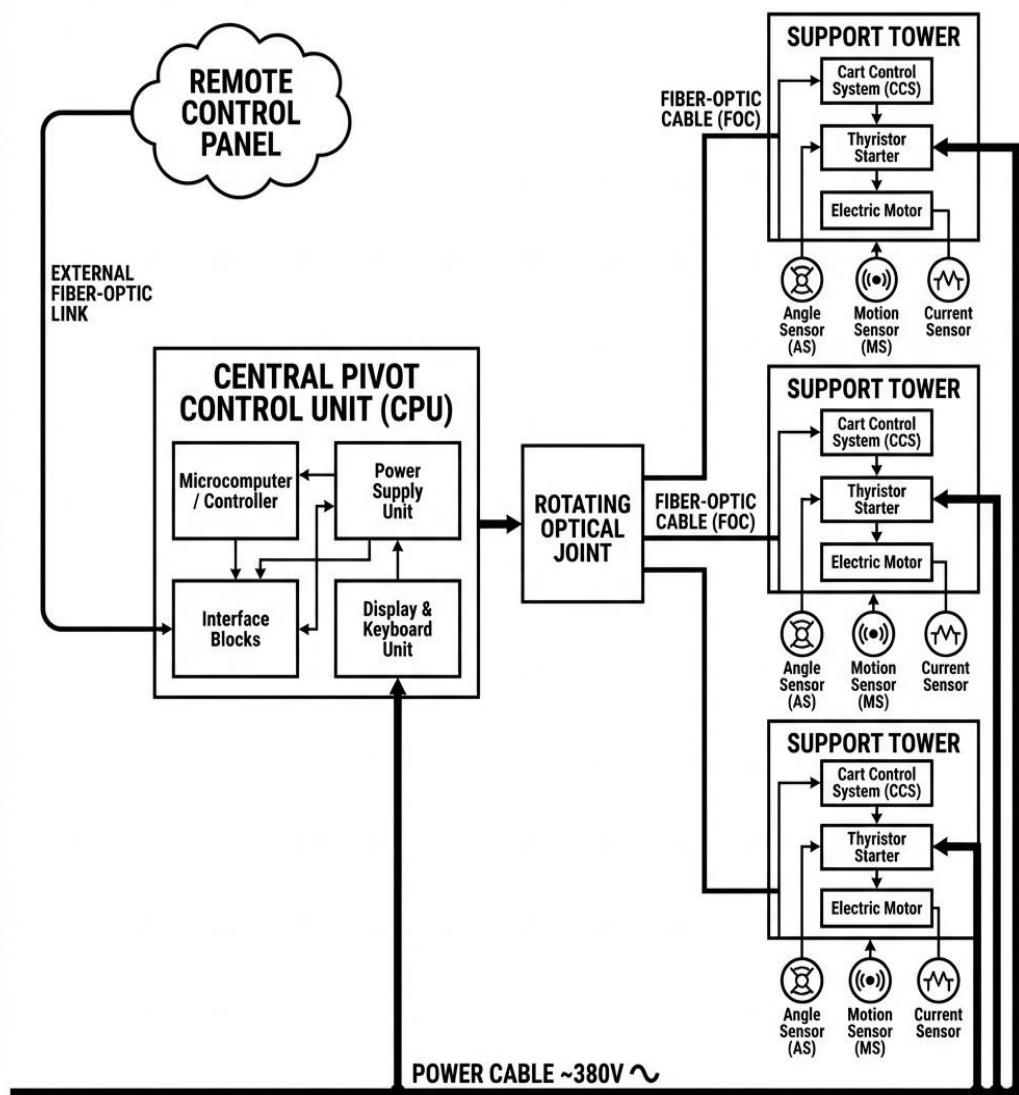 REMOTE
CONTROL
PANEL
EXTERNAL
FIBER-OPTIC
LINK
CENTRAL PIVOT
CONTROL UNIT (CPU)
Microcomputer
/ Controller
Power
Supply
Unit
Interface
Blocks
Display &
Keyboard
Unit
ROTATING
OPTICAL
JOINT
FIBER-OPTIC
CABLE (FOC)
FIBER-OPTIC
CABLE (FOC)
SUPPORT TOWER
Cart Control
System (CCS)
Thyristor
Starter
Electric Motor
Angle
Sensor
(AS)
Motion
Sensor
(MS)
Current
Sensor
SUPPORT TOWER
Cart Control
System (CCS)
Thyristor
Starter
Electric Motor
Angle
Sensor
(AS)
Motion
Sensor
(MS)
Current
Sensor
SUPPORT TOWER
Cart Control
System (CCS)
Thyristor
Starter
Electric Motor
Angle
Sensor
(AS)
Motion
Sensor
(MS)
Current
Sensor
POWER CABLE ~380V ∿